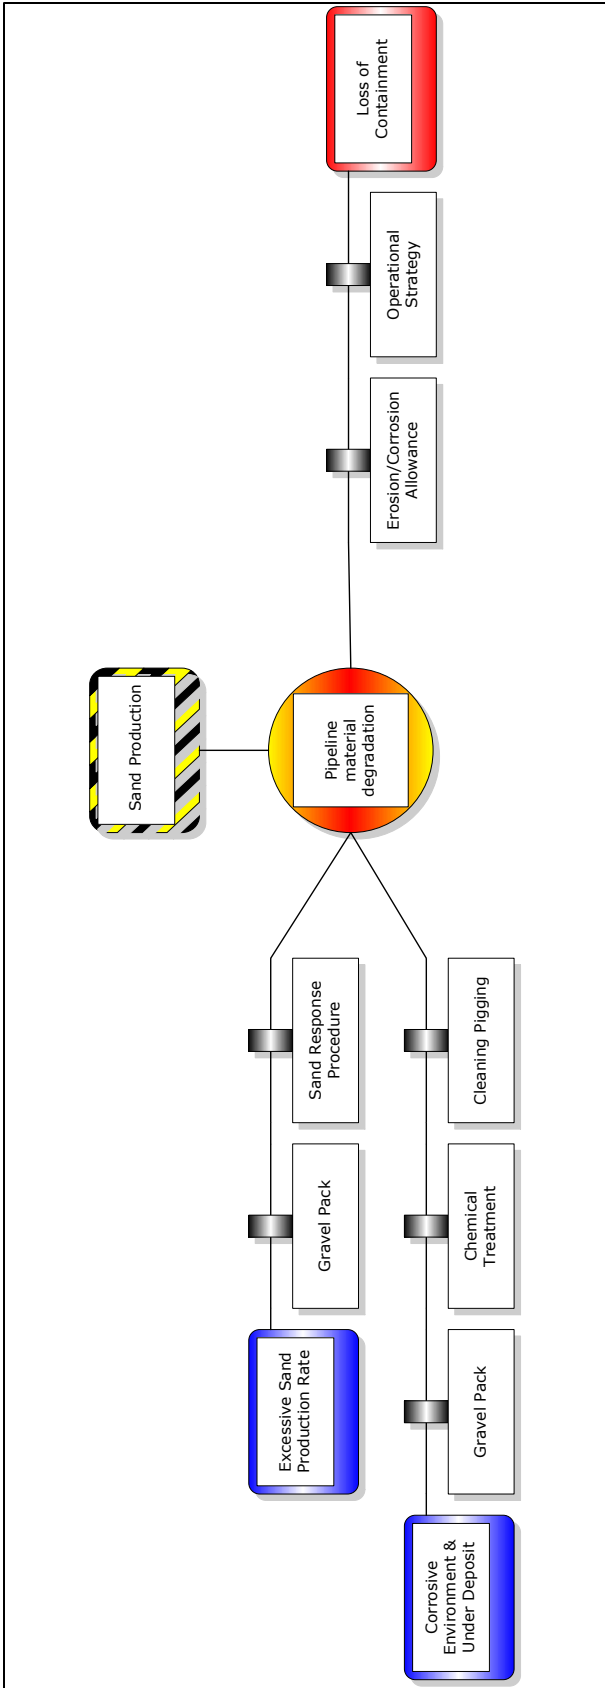 Sand Production
Pipeline
material
degradation
Excessive Sand
Production Rate
Gravel Pack
Sand Response
Procedure
Corrosive
Environment &
Under Deposit
Gravel Pack
Chemical
Treatment
Cleaning Pigging
Erosion/Corrosion
Allowance
Operational
Strategy
Loss of
Containment